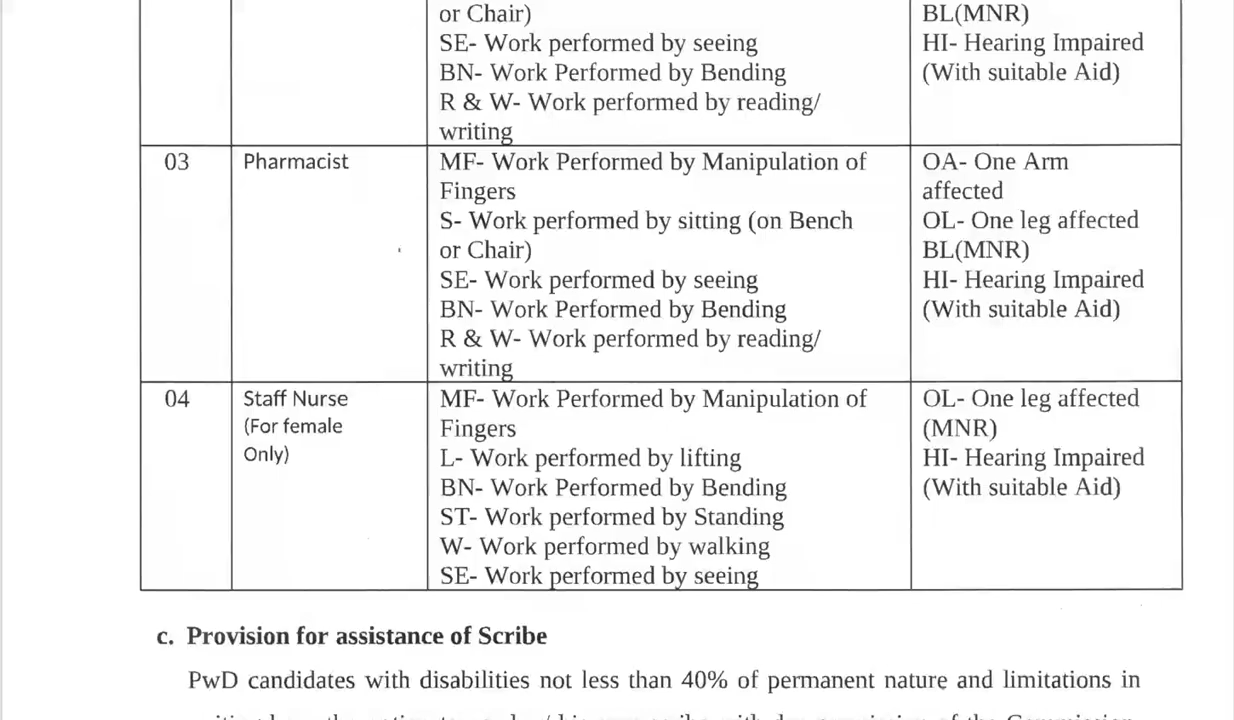 or Chair)
SE- Work performed by seeing
BN- Work Performed by Bending
R & W- Work performed by reading/
writing
BL(MNR)
HI- Hearing Impaired
(With suitable Aid)
03
Pharmacist
MF- Work Performed by Manipulation of
Fingers
S- Work performed by sitting (on Bench
or Chair)
SE- Work performed by seeing
BN- Work Performed by Bending
R & W- Work performed by reading/
writing
OA- One Arm
affected
OL- One leg affected
BL(MNR)
HI- Hearing Impaired
(With suitable Aid)
04
Staff Nurse
(For female
Only)
MF- Work Performed by Manipulation of
Fingers
L- Work performed by lifting
BN- Work Performed by Bending
ST- Work performed by Standing
W- Work performed by walking
SE- Work performed by seeing
OL- One leg affected
(MNR)
HI- Hearing Impaired
(With suitable Aid)
c. Provision for assistance of Scribe
PwD candidates with disabilities not less than 40% of permanent nature and limitations in